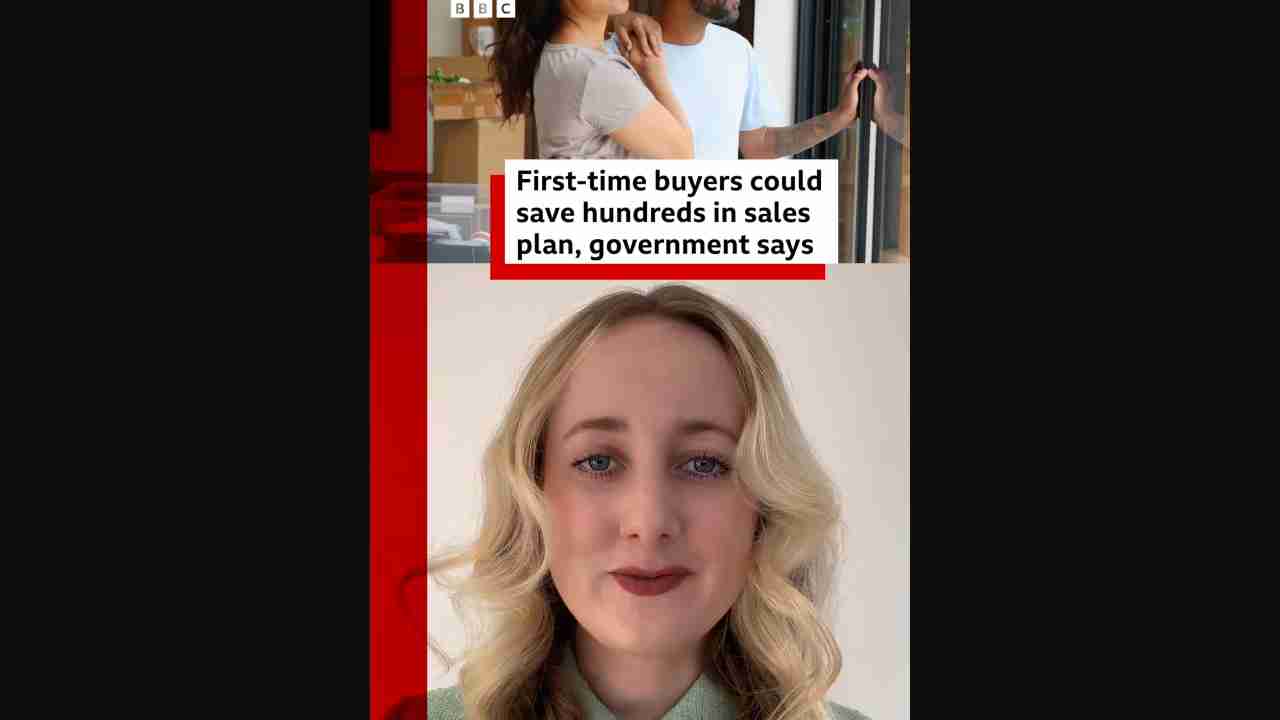 BBC
First-time buyers could
save hundreds in sales
plan, government says